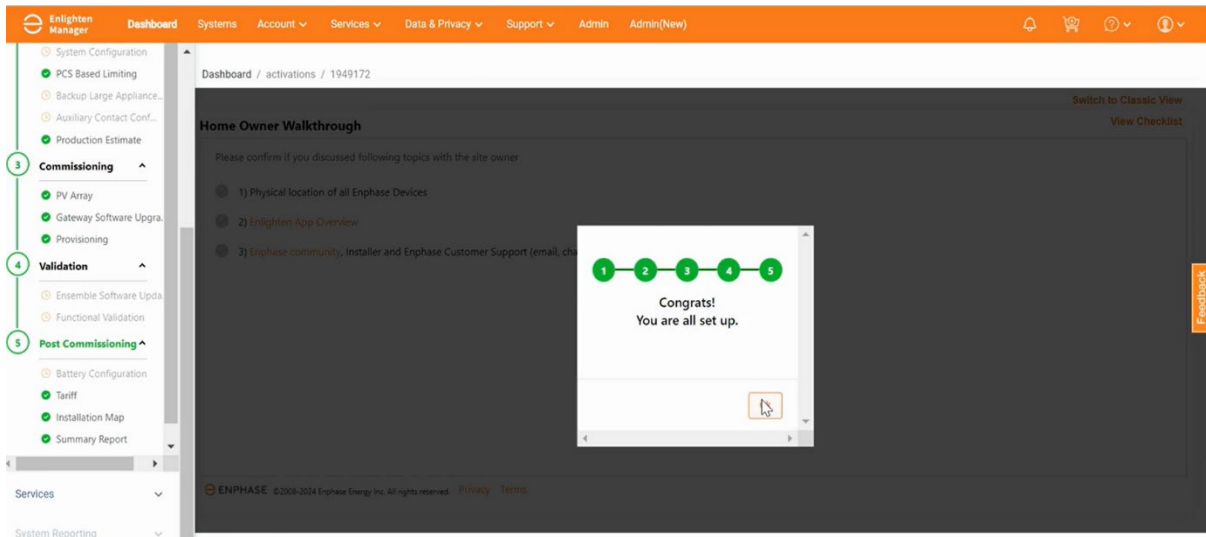 Enlighten Manager Dashboard Systems Account Services Data & Privacy Support Admin Admin(New)
System Configuration
PCS Based Limiting
Backup Large Appliance...
Auxiliary Contact Conf...
Production Estimate
3 Commissioning
PV Array
Gateway Software Upgra.
Provisioning
4 Validation
Ensemble Software Upda.
Functional Validation
5 Post Commissioning
Battery Configuration
Tariff
Installation Map
Summary Report
Services
System Reporting
Dashboard / activations / 1949172
Switch to Classic View
Home Owner Walkthrough
View Checklist
Please confirm if you discussed following topics with the site owner
1) Physical location of all Enphase Devices
2) Enlighten App Overview
3) Enphase community, Installer and Enphase Customer Support (email, cha
1 2 3 4 5
Congrats!
You are all set up.
ENPHASE ©2008-2024 Enphase Energy Inc. All rights reserved. Privacy Terms
Feedback